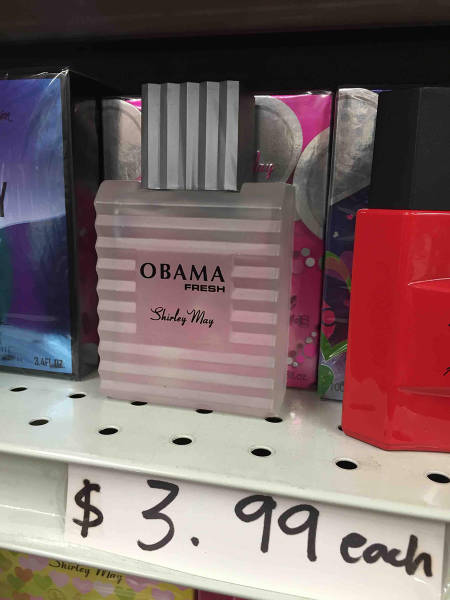 OBAMA
FRESH
Shirley May
3.4FL.OZ.
$3.99 each
Shirley May